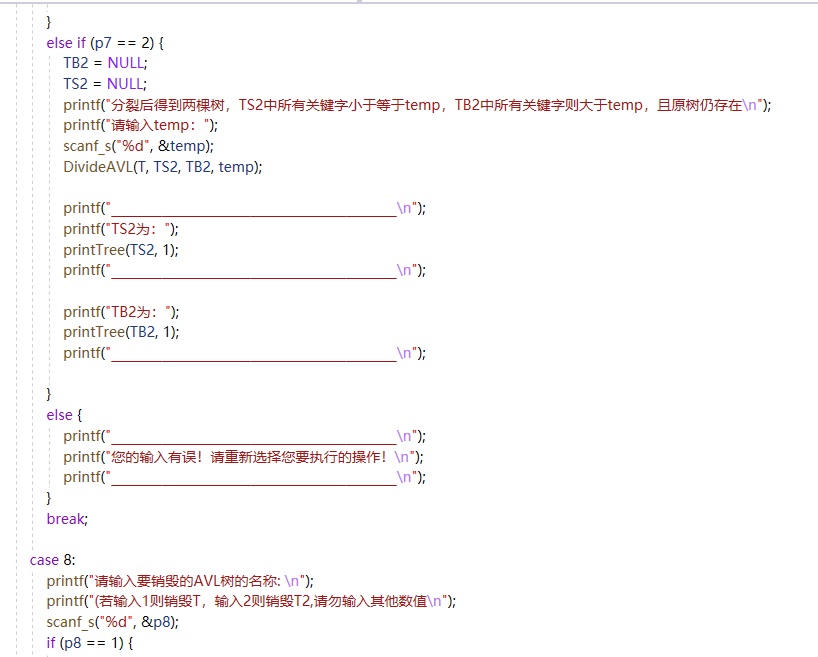 }
else if (p7 == 2) {
TB2 = NULL;
TS2 = NULL;
printf("分裂后得到两棵树，TS2中所有关键字小于等于temp，TB2中所有关键字则大于temp，且原树仍存在\n");
printf("请输入temp：");
scanf_s("%d", &temp);
DivideAVL(T, TS2, TB2, temp);
printf("________________________________________\n");
printf("TS2为：");
printTree(TS2, 1);
printf("________________________________________\n");
printf("TB2为：");
printTree(TB2, 1);
printf("________________________________________\n");
}
else {
printf("________________________________________\n");
printf("您的输入有误！请重新选择您要执行的操作！\n");
printf("________________________________________\n");
}
break;
case 8:
printf("请输入要销毁的AVL树的名称: \n");
printf("(若输入1则销毁T，输入2则销毁T2,请勿输入其他数值\n");
scanf_s("%d", &p8);
if (p8 == 1) {